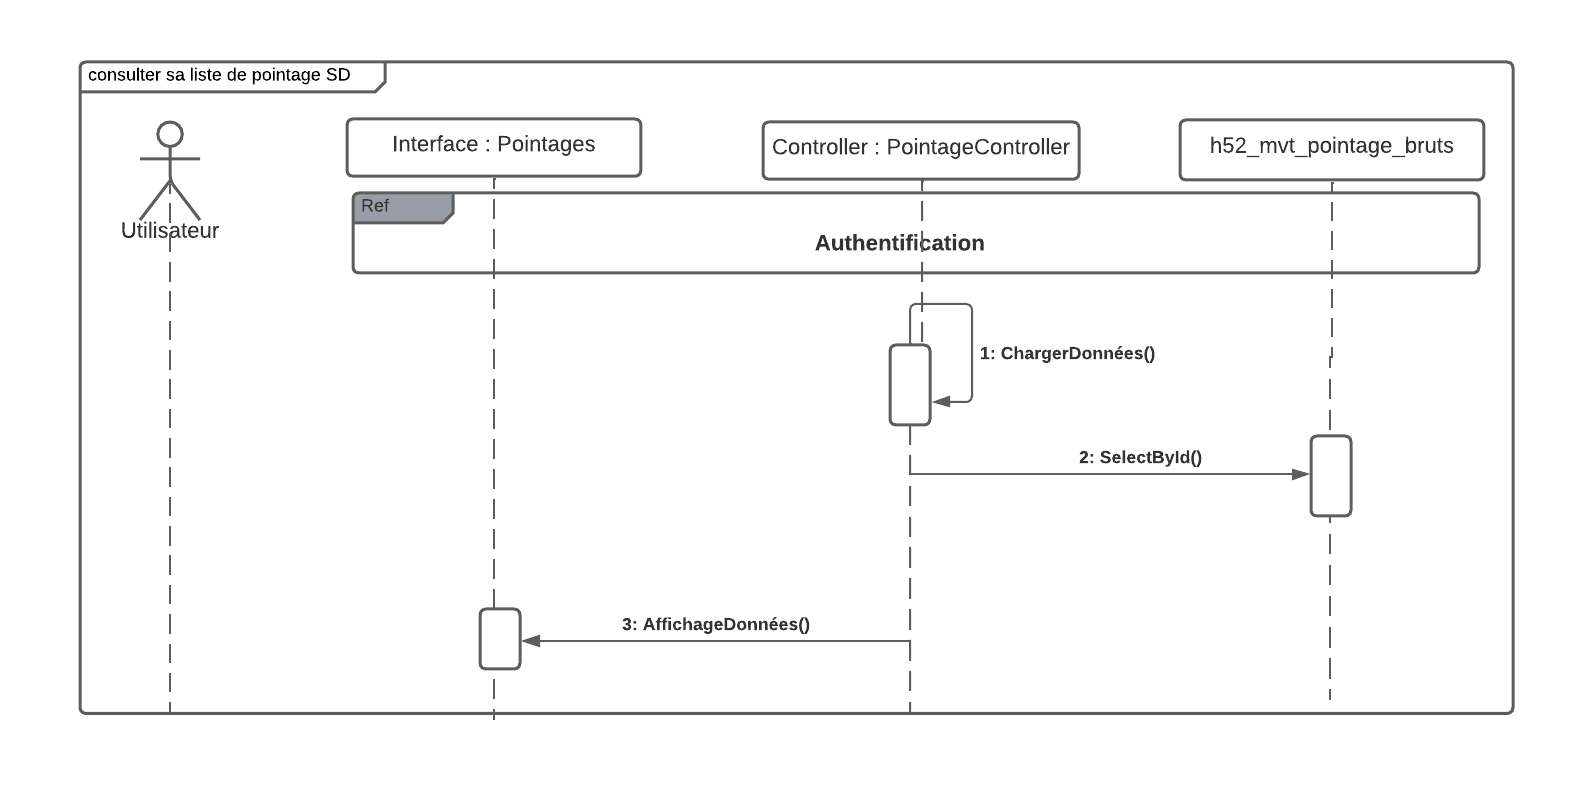 consulter sa liste de pointage SD
Utilisateur
Interface : Pointages
Controller : PointageController
h52_mvt_pointage_bruts
Ref
Authentification
1: ChargerDonnées()
2: SelectById()
3: AffichageDonnées()